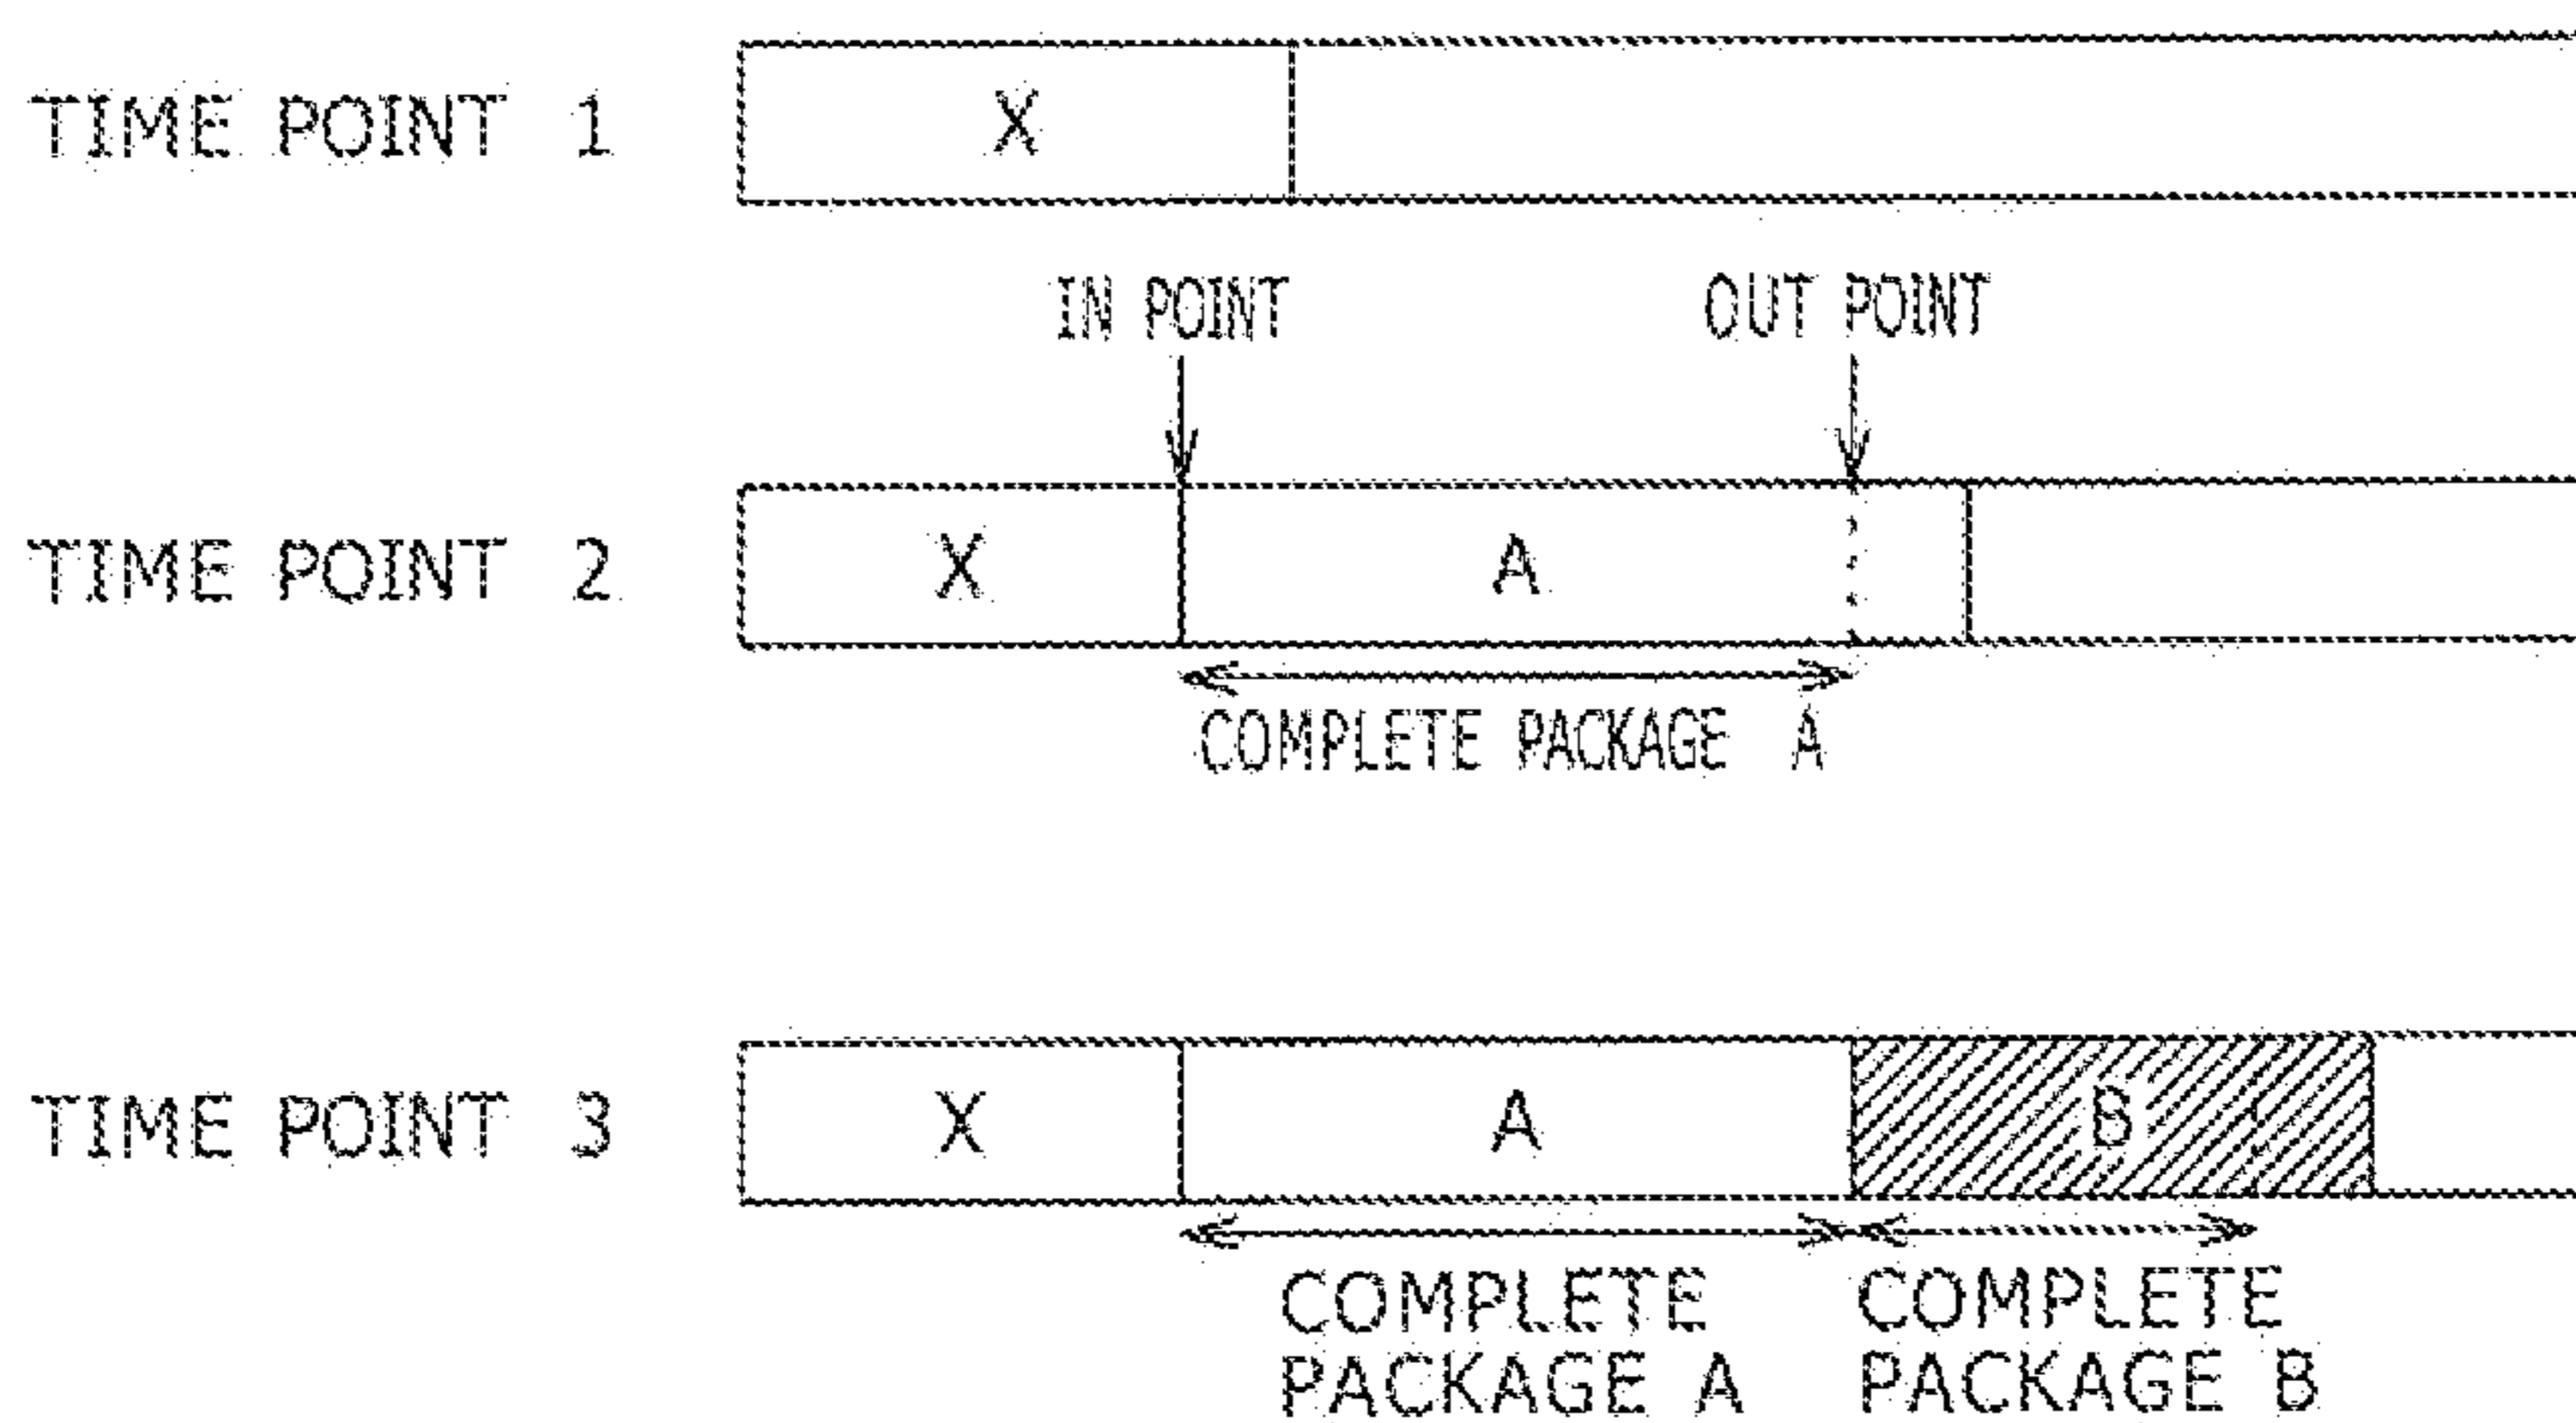 TIME POINT 1
X
IN POINT
OUT POINT
TIME POINT 2
X
A
COMPLETE PACKAGE A
TIME POINT 3
X
A
B
COMPLETE
PACKAGE A
COMPLETE
PACKAGE B